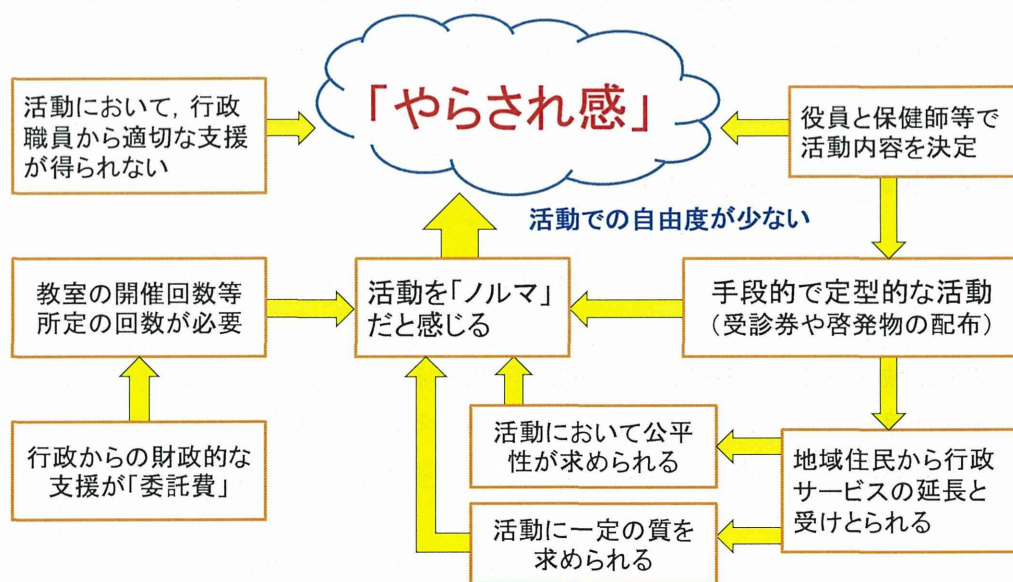 「やらされ感」
活動において，行政
職員から適切な支援
が得られない
役員と保健師等で
活動内容を決定
活動での自由度が少ない
教室の開催回数等
所定の回数が必要
活動を「ノルマ」
だと感じる
手段的で定型的な活動
（受診券や啓発物の配布）
行政からの財政的な
支援が「委託費」
活動において公平
性が求められる
地域住民から行政
サービスの延長と
受けとられる
活動に一定の質を
求められる